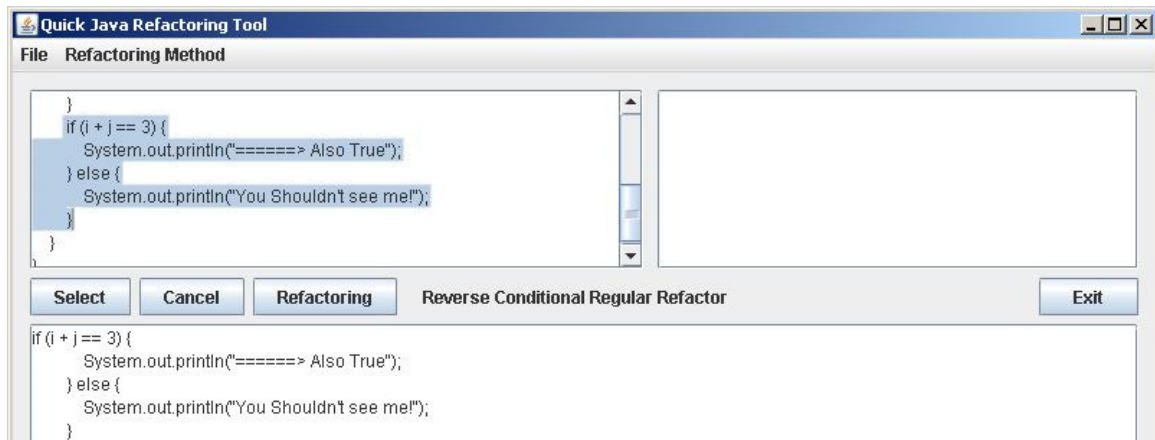 Quick Java Refactoring Tool
File Refactoring Method
}
if (i + j == 3) {
System.out.println("======> Also True");
} else {
System.out.println("You Shouldn't see me!");
}
}
Select Cancel Refactoring Reverse Conditional Regular Refactor Exit
if (i + j == 3) {
System.out.println("======> Also True");
} else {
System.out.println("You Shouldn't see me!");
}